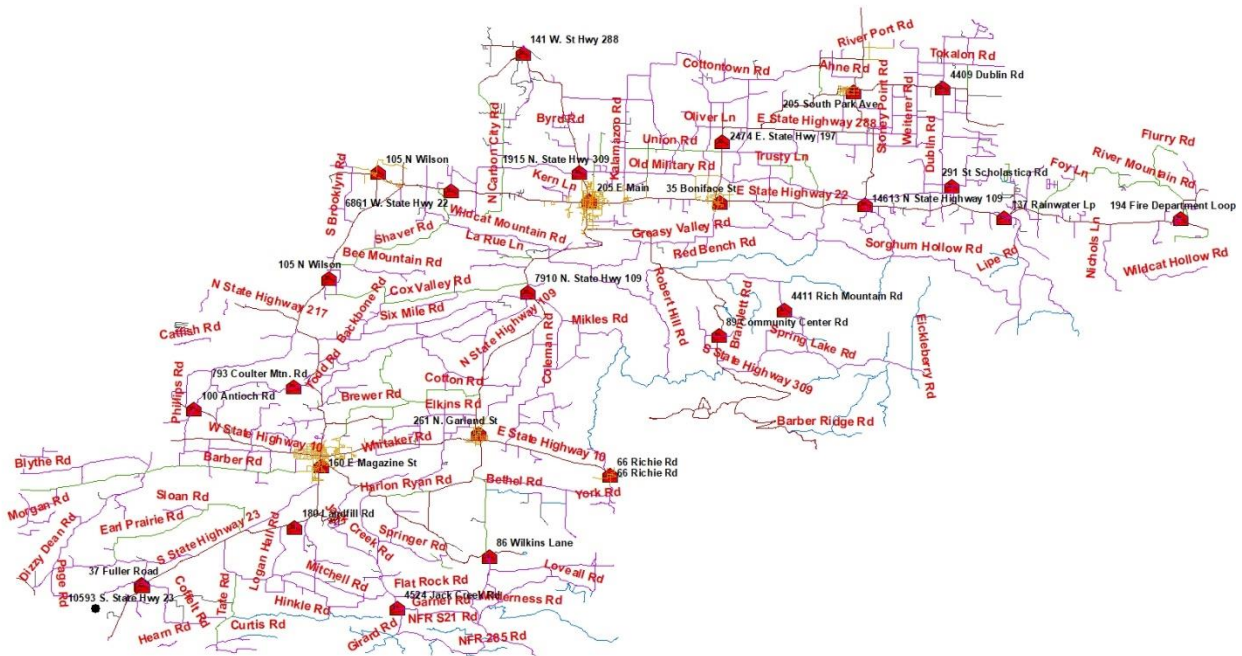 141 W. St Hwy 288
River Port Rd
Tokalon Rd
Cottontown Rd
Ahne Rd
4409 Dublin Rd
205 South Park Ave
Stoney Point Rd
Weiterer Rd
Byrd Rd
Kalamazoo Rd
Oliver Ln
E State Highway 288
N Carbon City Rd
Union Rd
2474 E. State Hwy 197
Dublin Rd
Flurry Rd
105 N Wilson
1915 N. State Hwy 309
Old Military Rd
Trusty Ln
Foy Ln
River Mountain Rd
S Brooklyn Rd
Kern Ln
205 E Main
35 Boniface St
E State Highway 22
291 St Scholastica Rd
6861 W. State Hwy 22
Wildcat Mountain Rd
14613 N State Highway 109
137 Rainwater Lp
194 Fire Department Loop
Shaver Rd
La Rue Ln
Greasy Valley Rd
Red Bench Rd
Sorghum Hollow Rd
Lipe Rd
Nichols Ln
Wildcat Hollow Rd
Bee Mountain Rd
105 N Wilson
Cox Valley Rd
7910 N. State Hwy 109
N State Highway 217
Backbone Rd
Six Mile Rd
N State Highway 109
Mikles Rd
Robert Hill Rd
Bramlett Rd
4411 Rich Mountain Rd
89 Community Center Rd
Spring Lake Rd
Eickleberry Rd
Catfish Rd
Todd Rd
Coleman Rd
S State Highway 309
793 Coulter Mtn. Rd
Cotton Rd
Phillips Rd
100 Antioch Rd
Brewer Rd
Elkins Rd
Barber Ridge Rd
261 N. Garland St
W State Highway 10
Whitaker Rd
E State Highway 10
Blythe Rd
Barber Rd
160 E Magazine St
66 Richie Rd
66 Richie Rd
Harlon Ryan Rd
Bethel Rd
York Rd
Morgan Rd
Sloan Rd
Earl Prairie Rd
Dizzy Dean Rd
S State Highway 23
180 Landfill Rd
Jack Creek Rd
Springer Rd
Logan Hall Rd
86 Wilkins Lane
Page Rd
37 Fuller Road
Mitchell Rd
Loveall Rd
Flat Rock Rd
10593 S. State Hwy 23
Coffelt Rd
Tate Rd
Hinkle Rd
4524 Jack Creek Rd
Garner Rd
Wilderness Rd
Hearn Rd
Curtis Rd
Girard Rd
NFR S21 Rd
NFR 285 Rd